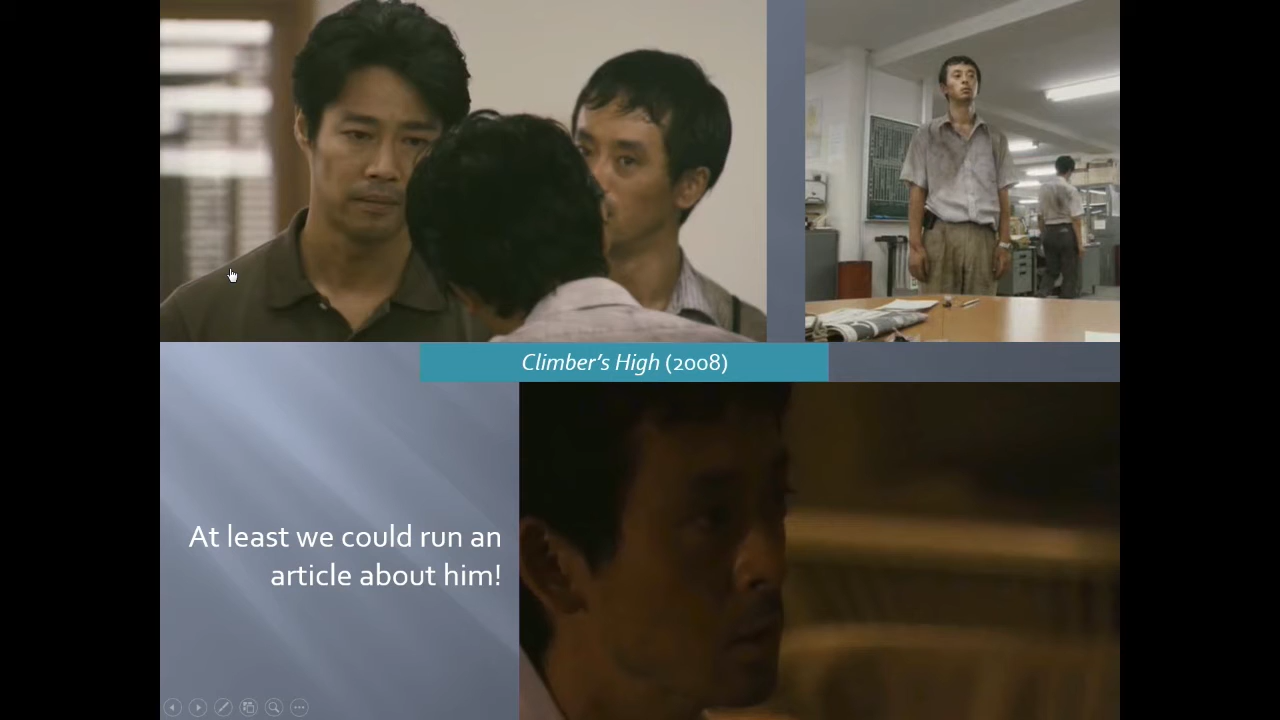 Climber's High (2008)
At least we could run an
article about him!